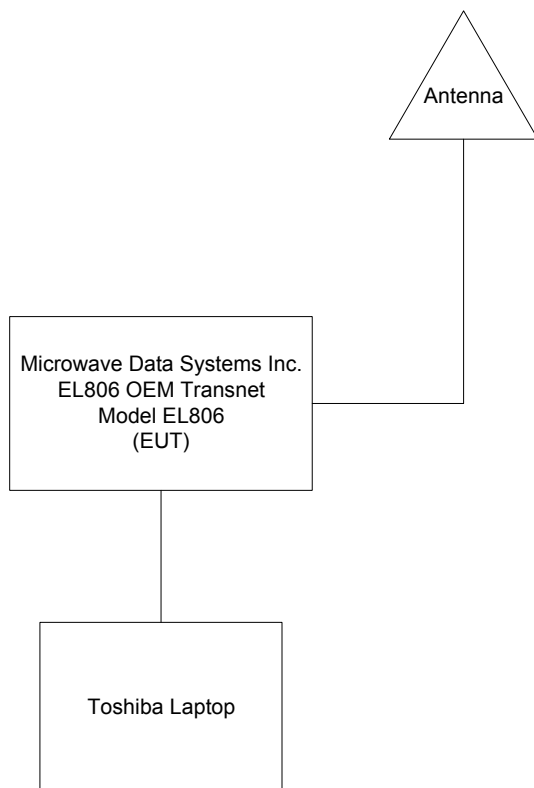 Antenna
Microwave Data Systems Inc.
EL806 OEM Transnet
Model EL806
(EUT)
Toshiba Laptop